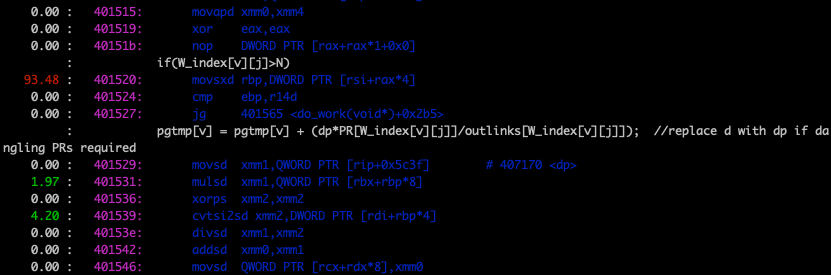 0.00 : 401515: movapd xmm0,xmm4
0.00 : 401519: xor eax,eax
0.00 : 40151b: nop DWORD PTR [rax+rax*1+0x0]
: if(W_index[v][j]>N)
93.48 : 401520: movsxd rbp,DWORD PTR [rsi+rax*4]
0.00 : 401524: cmp ebp,r14d
0.00 : 401527: jg 401565 <do_work(void*)+0x2b5>
: pgtmp[v] = pgtmp[v] + (dp*PR[W_index[v][j]]/outlinks[W_index[v][j]]); //replace d with dp if da
ngling PRs required
0.00 : 401529: movsd xmm1,QWORD PTR [rip+0x5c3f] # 407170 <dp>
1.97 : 401531: mulsd xmm1,QWORD PTR [rbx+rbp*8]
0.00 : 401536: xorps xmm2,xmm2
4.20 : 401539: cvtsi2sd xmm2,DWORD PTR [rdi+rbp*4]
0.00 : 40153e: divsd xmm1,xmm2
0.00 : 401542: addsd xmm0,xmm1
0.00 : 401546: movsd QWORD PTR [rcx+rdx*8],xmm0